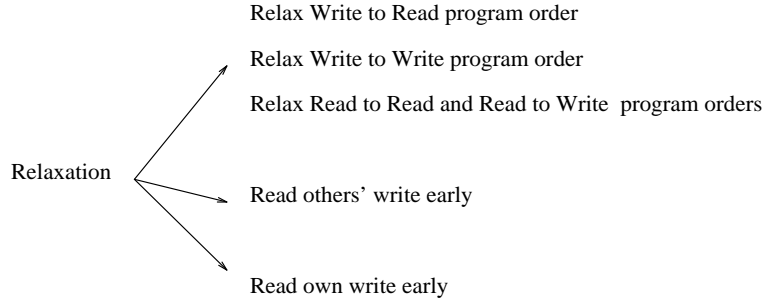 Relax Write to Read program order
Relax Write to Write program order
Relax Read to Read and Read to Write program orders
Relaxation
Read others’ write early
Read own write early